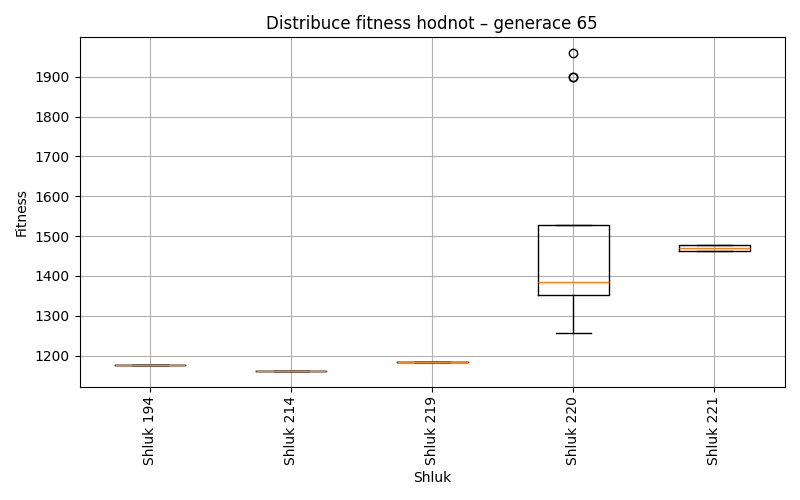 Distribuce fitness hodnot – generace 65
Fitness
1900
1800
1700
1600
1500
1400
1300
1200
Shluk 194
Shluk 214
Shluk 219
Shluk 220
Shluk 221
Shluk